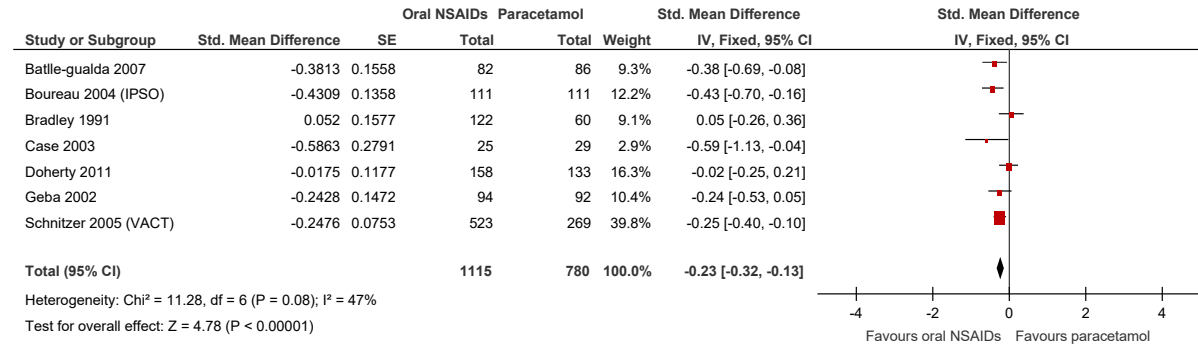 Oral NSAIDs Paracetamol Std. Mean Difference Std. Mean Difference
Study or Subgroup Std. Mean Difference SE Total Total Weight IV, Fixed, 95% CI IV, Fixed, 95% CI
Batlle-gualda 2007 -0.3813 0.1558 82 86 9.3% -0.38 [-0.69, -0.08]
Boureau 2004 (IPSO) -0.4309 0.1358 111 111 12.2% -0.43 [-0.70, -0.16]
Bradley 1991 0.052 0.1577 122 60 9.1% 0.05 [-0.26, 0.36]
Case 2003 -0.5863 0.2791 25 29 2.9% -0.59 [-1.13, -0.04]
Doherty 2011 -0.0175 0.1177 158 133 16.3% -0.02 [-0.25, 0.21]
Geba 2002 -0.2428 0.1472 94 92 10.4% -0.24 [-0.53, 0.05]
Schnitzer 2005 (VACT) -0.2476 0.0753 523 269 39.8% -0.25 [-0.40, -0.10]
Total (95% CI) 1115 780 100.0% -0.23 [-0.32, -0.13]
Heterogeneity: Chi² = 11.28, df = 6 (P = 0.08); I² = 47%
Test for overall effect: Z = 4.78 (P < 0.00001)
-4 -2 0 2 4
Favours oral NSAIDs Favours paracetamol